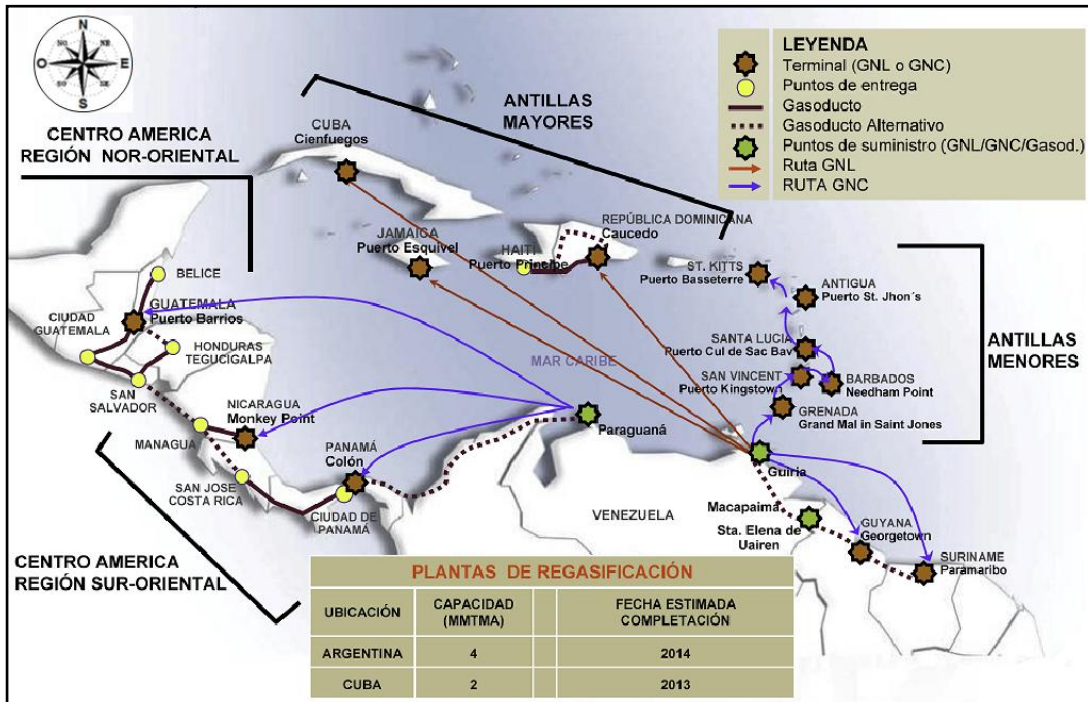 N
NO
NE
O
E
SO
SE
S
LEYENDA
Terminal (GNL o GNC)
Puntos de entrega
Gasoducto
Gasoducto Alternativo
Puntos de suministro (GNL/GNC/Gasod.)
Ruta GNL
RUTA GNC
ANTILLAS
MAYORES
CENTRO AMERICA
REGIÓN NOR-ORIENTAL
CUBA
Cienfuegos
JAMAICA
Puerto Esquivel
HAITÍ
Puerto Principe
REPÚBLICA DOMINICANA
Caucedo
ST. KITTS
Puerto Basseterre
ANTIGUA
Puerto St. Jhon´s
SANTA LUCIA
Puerto Cul de Sac Bav
SAN VINCENT
Puerto Kingstown
BARBADOS
Needham Point
GRENADA
Grand Mal in Saint Jones
ANTILLAS
MENORES
BELICE
GUATEMALA
Puerto Barrios
CIUDAD
GUATEMALA
HONDURAS
TEGUCIGALPA
SAN
SALVADOR
NICARAGUA
Monkey Point
MANAGUA
SAN JOSE
COSTA RICA
PANAMÁ
Colón
CIUDAD DE
PANAMÁ
MAR CARIBE
Paraguaná
Guiria
VENEZUELA
Macapaima
Sta. Elena de
Uairen
GUYANA
Georgetown
SURINAME
Paramaribo
CENTRO AMERICA
REGIÓN SUR-ORIENTAL
PLANTAS DE REGASIFICACIÓN
UBICACIÓN CAPACIDAD (MMTMA) FECHA ESTIMADA COMPLETACIÓN
ARGENTINA 4 2014
CUBA 2 2013